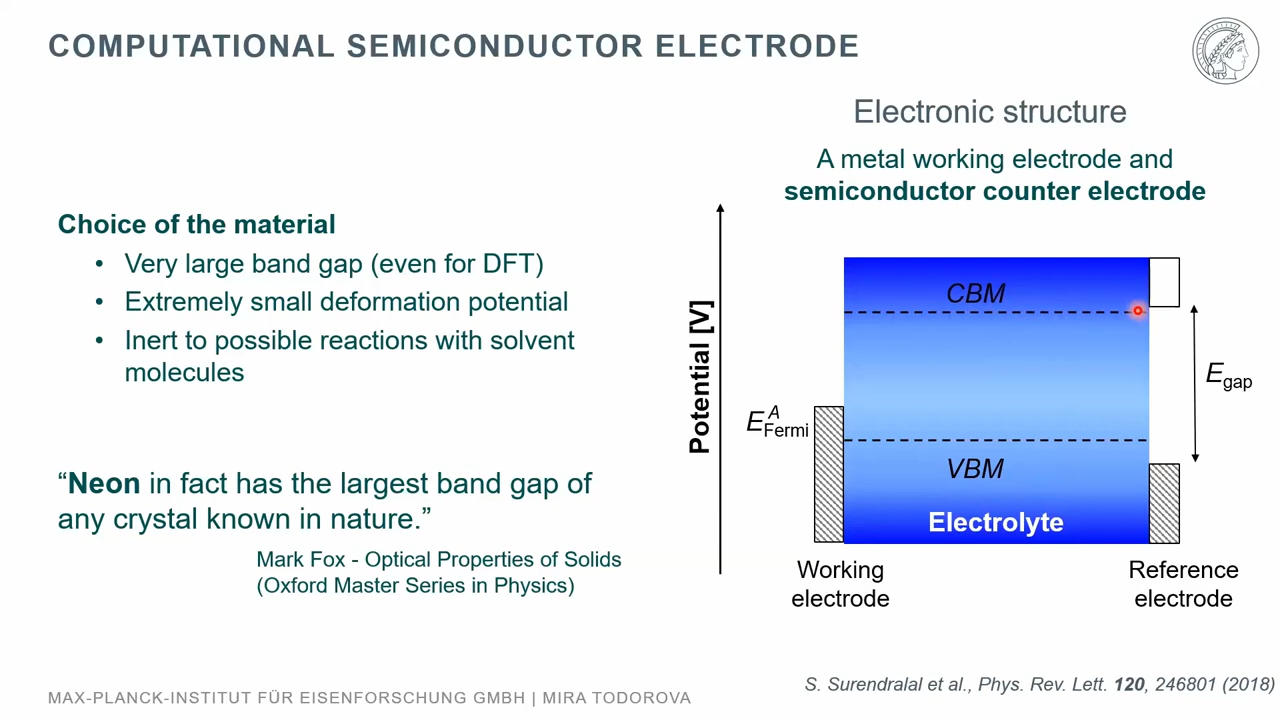 COMPUTATIONAL SEMICONDUCTOR ELECTRODE
Choice of the material
• Very large band gap (even for DFT)
• Extremely small deformation potential
• Inert to possible reactions with solvent
molecules
“Neon in fact has the largest band gap of
any crystal known in nature.”
Mark Fox - Optical Properties of Solids
(Oxford Master Series in Physics)
Electronic structure
A metal working electrode and
semiconductor counter electrode
Potential [V]
CBM
E_gap
E^A_Fermi
VBM
Electrolyte
Working
electrode
Reference
electrode
S. Surendralal et al., Phys. Rev. Lett. 120, 246801 (2018)
MAX-PLANCK-INSTITUT FÜR EISENFORSCHUNG GMBH | MIRA TODOROVA